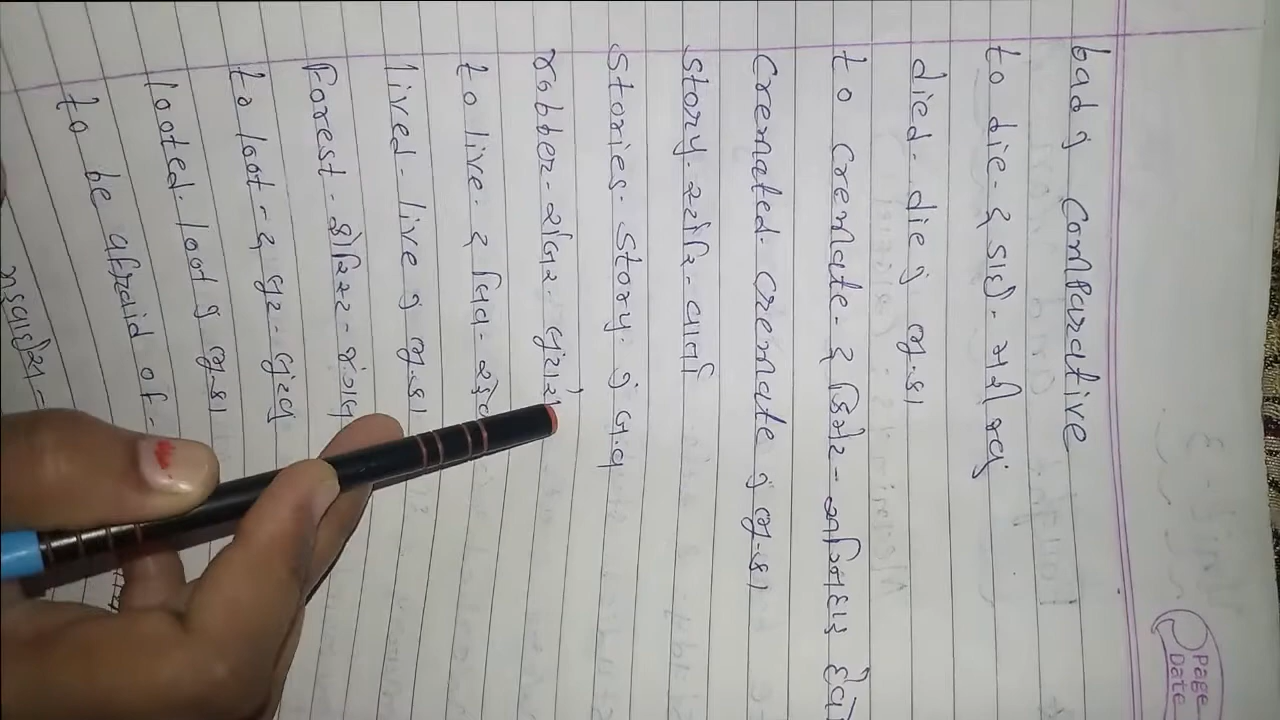 Page
Date
bad નું comparative
to die - ટુ ડાઈ - મરી જવું
died - die નું ભૂ.કા
to cremate - ટુ ક્રિમેટ - અગ્નિદાહ દેવો
cremated - cremate નું ભૂ.કા
story - સ્ટોરિ - વાર્તા
stories - story નું બ.વ
robber - રોબર - લૂંટારો
to live - ટુ લિવ -
lived - live નું ભૂ.કા
forest - ફોરિસ્ટ - જંગલ
to loot - ટુ લૂટ - લૂંટવું
looted - loot નું ભૂ.કા
to be afraid of -